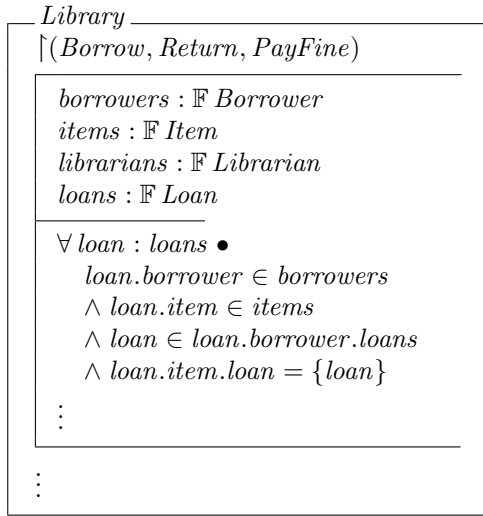 Library
↾(Borrow, Return, PayFine)
borrowers : 𝔽 Borrower
items : 𝔽 Item
librarians : 𝔽 Librarian
loans : 𝔽 Loan
∀ loan : loans •
loan.borrower ∈ borrowers
∧ loan.item ∈ items
∧ loan ∈ loan.borrower.loans
∧ loan.item.loan = {loan}
⋮
⋮